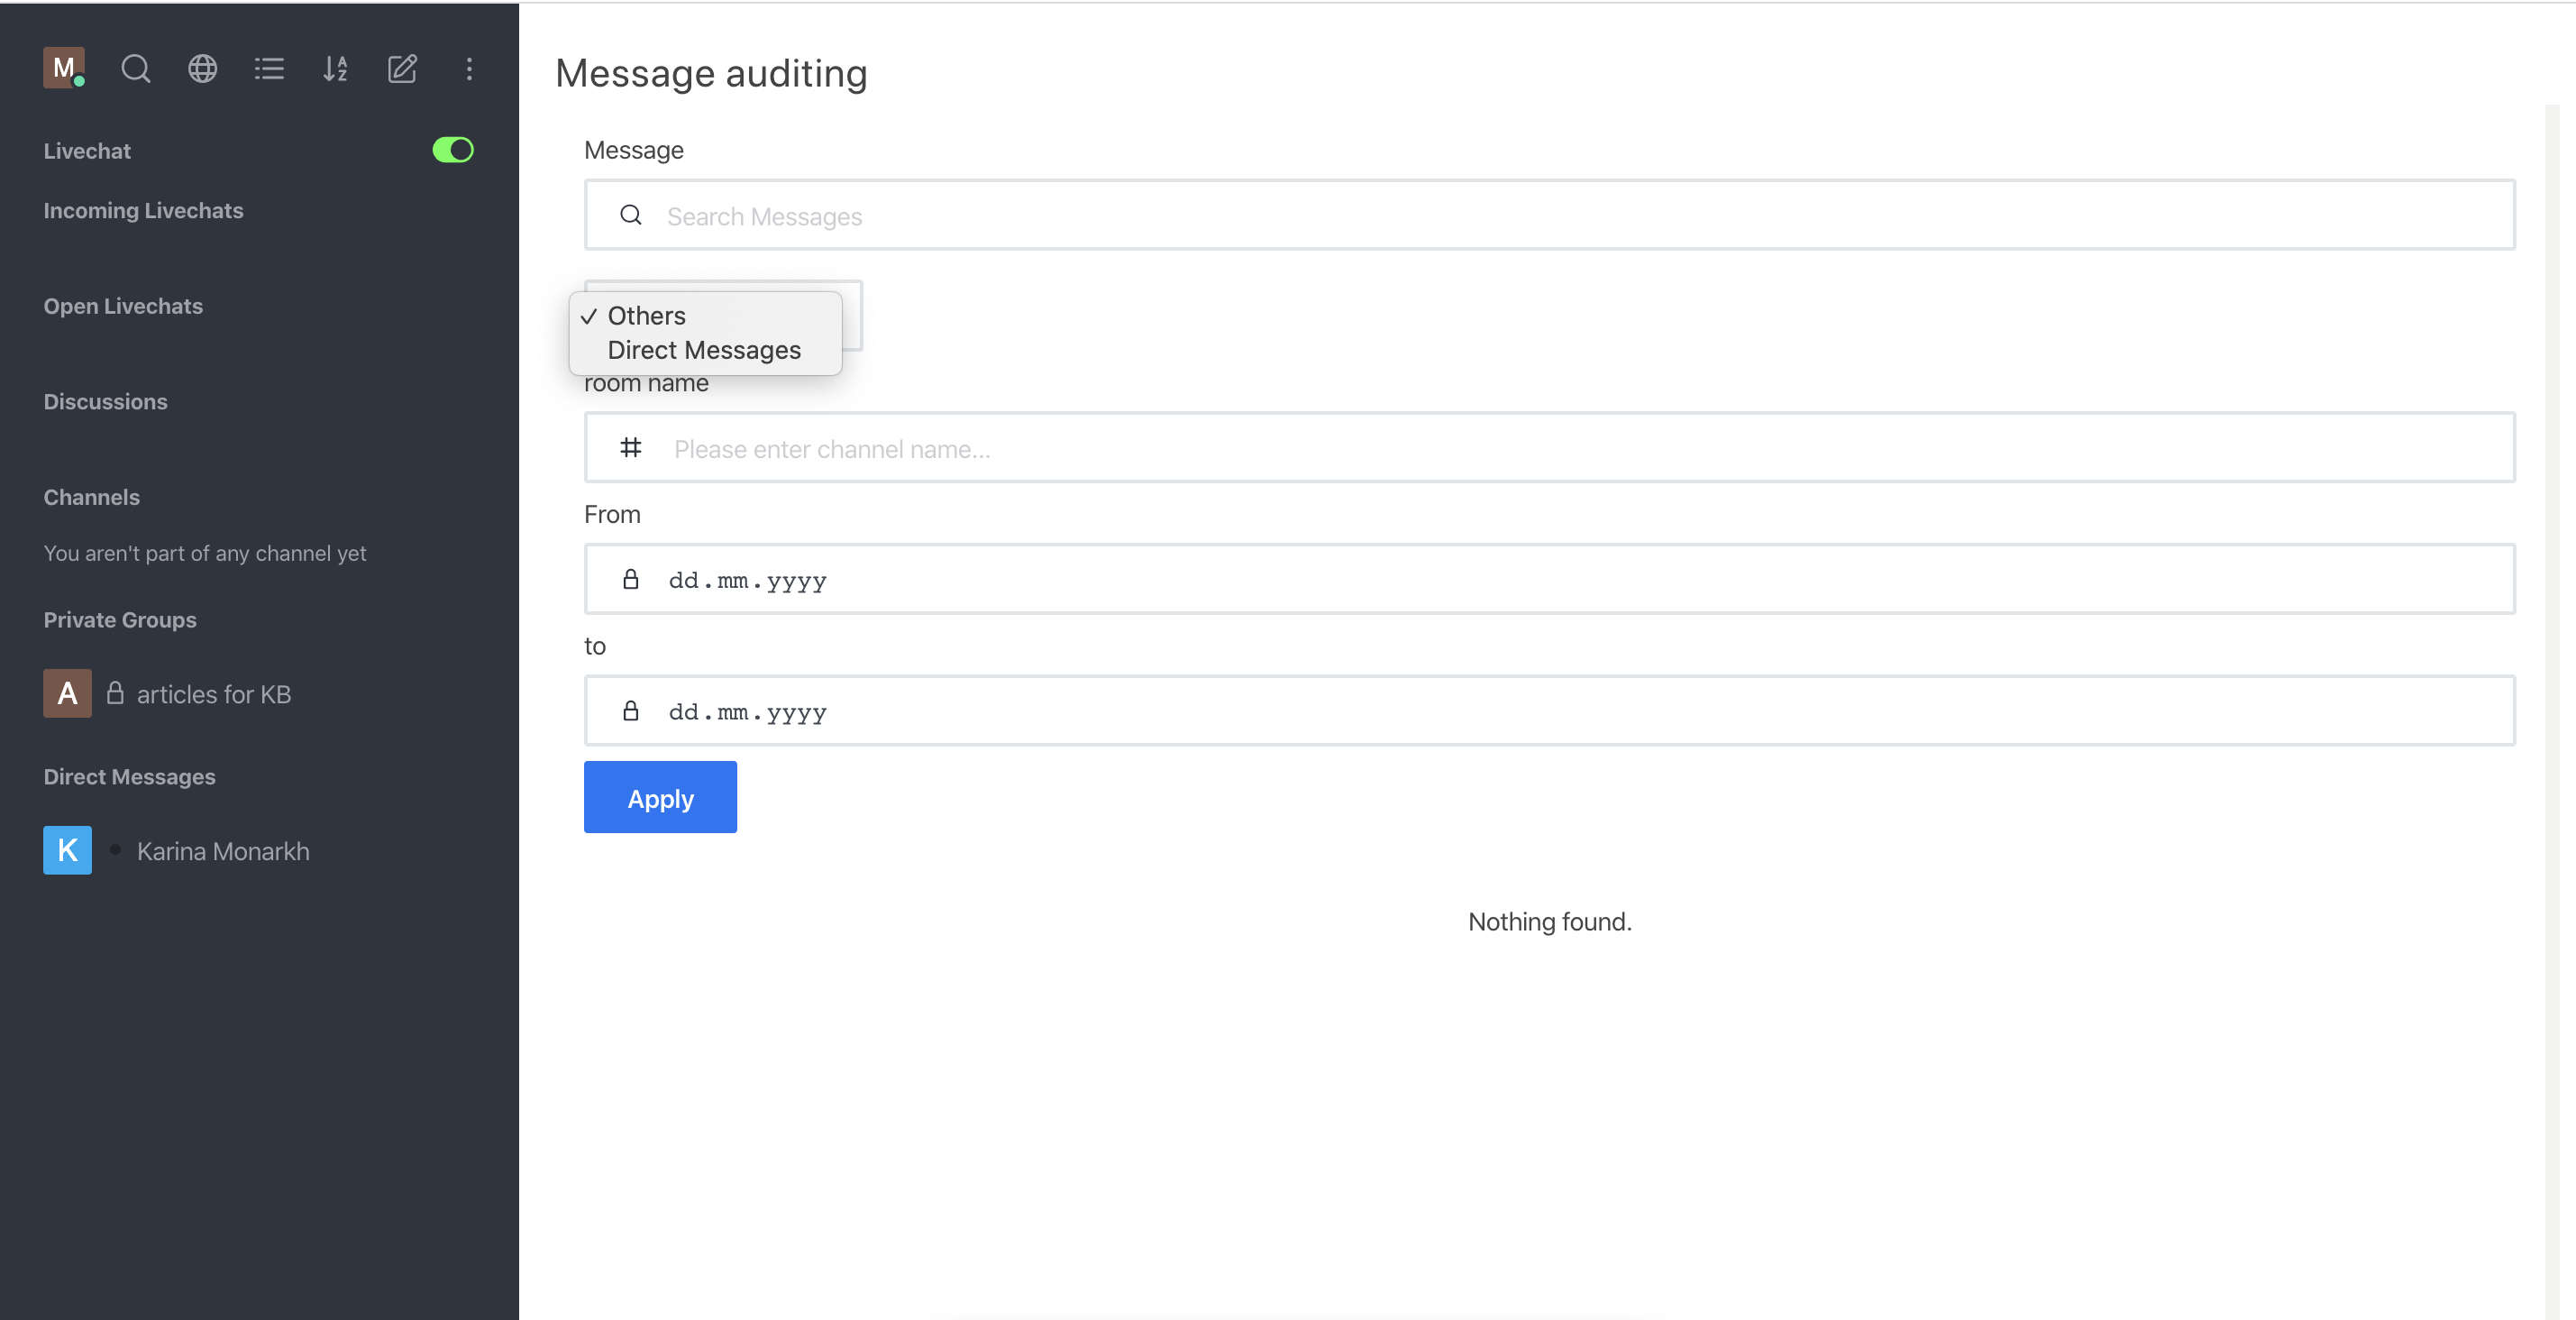 M
Livechat
Incoming Livechats
Open Livechats
Discussions
Channels
You aren't part of any channel yet
Private Groups
A articles for KB
Direct Messages
K Karina Monarkh
Message auditing
Message
Search Messages
Others
Direct Messages
room name
Please enter channel name...
From
dd.mm.yyyy
to
dd.mm.yyyy
Apply
Nothing found.